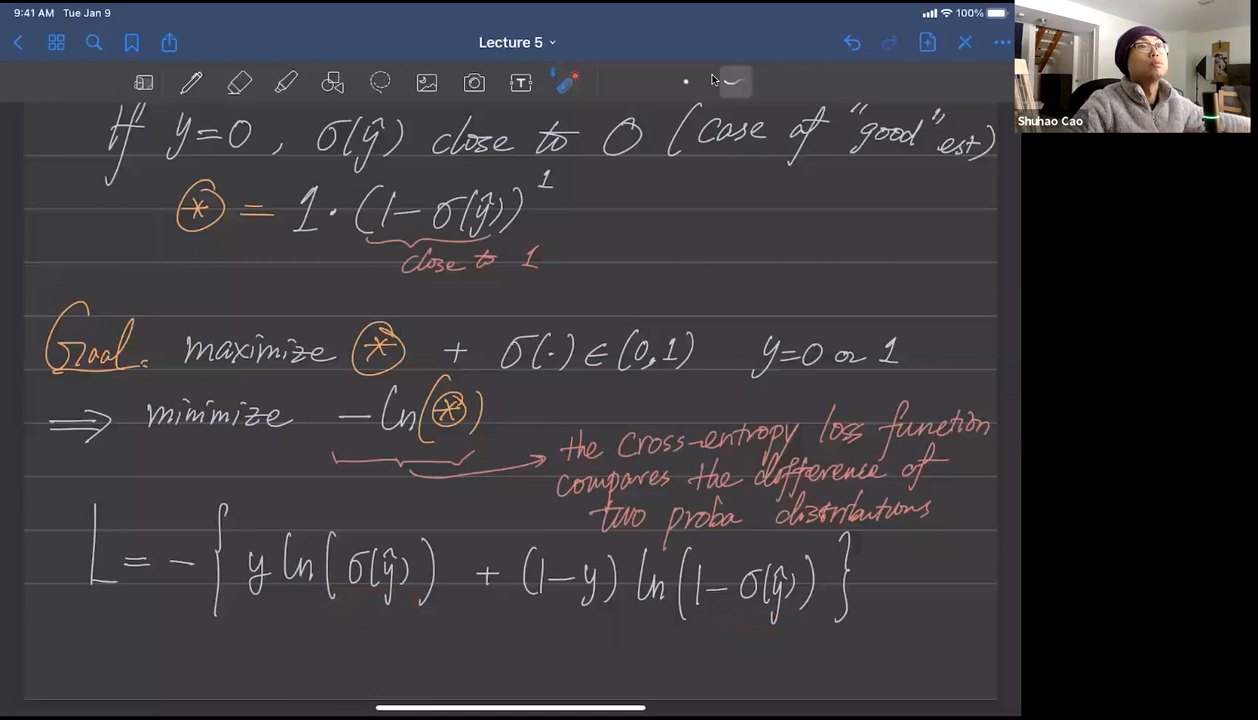 9:41 AM Tue Jan 9
100%
Lecture 5
Shuhao Cao
If y=0, σ(ŷ) close to 0 (case of "good" est)
⊛ = 1·(1−σ(ŷ))¹
close to 1
Goal: maximize ⊛ + σ(·)∈(0,1) y=0 or 1
⟹ minimize −ln(⊛)
the cross-entropy loss function
compares the difference of
two proba distributions
L = −{ y ln(σ(ŷ)) + (1−y) ln(1−σ(ŷ)) }